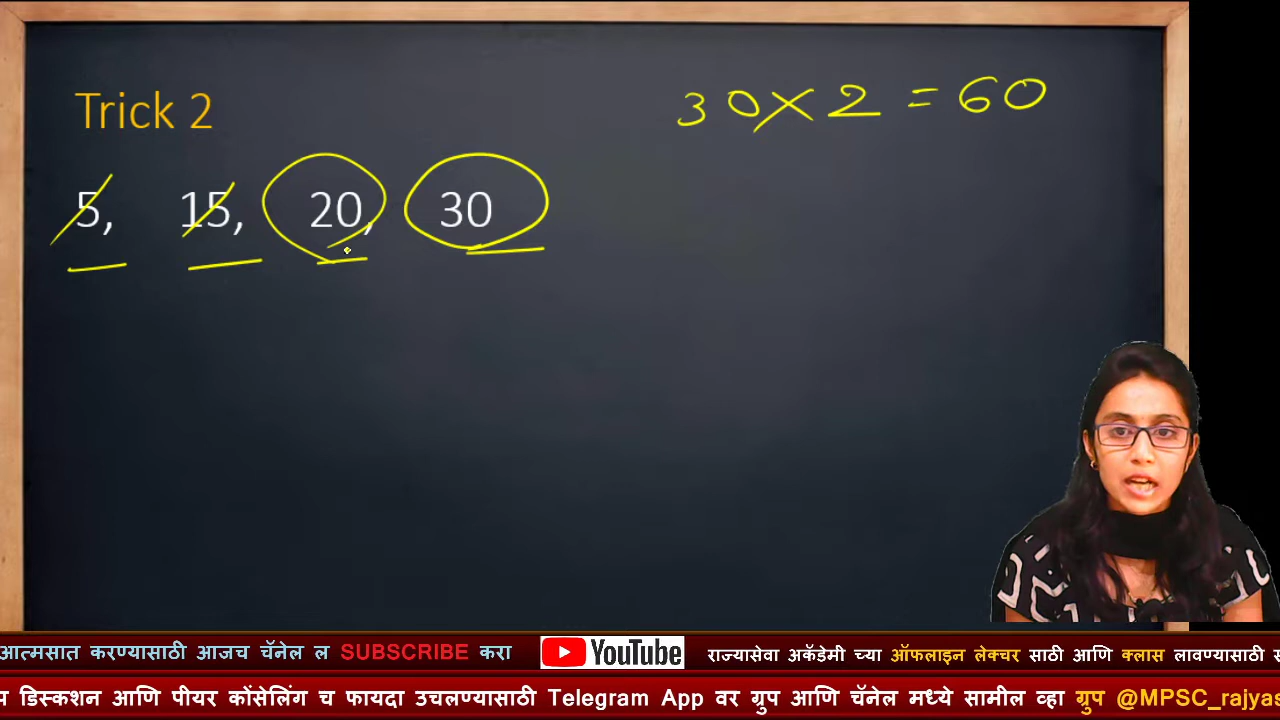 Trick 2
30 × 2 = 60
5, 15, 20, 30
आत्मसात करण्यासाठी आजच चॅनेल ल SUBSCRIBE करा YouTube राज्यासेवा अकॅडेमी च्या ऑफलाइन लेक्चर साठी आणि क्लास लावण्यासाठी
डिस्कशन आणि पीयर कोंसेलिंग च फायदा उचलण्यासाठी Telegram App वर ग्रुप आणि चॅनेल मध्ये सामील व्हा ग्रुप @MPSC_rajyas